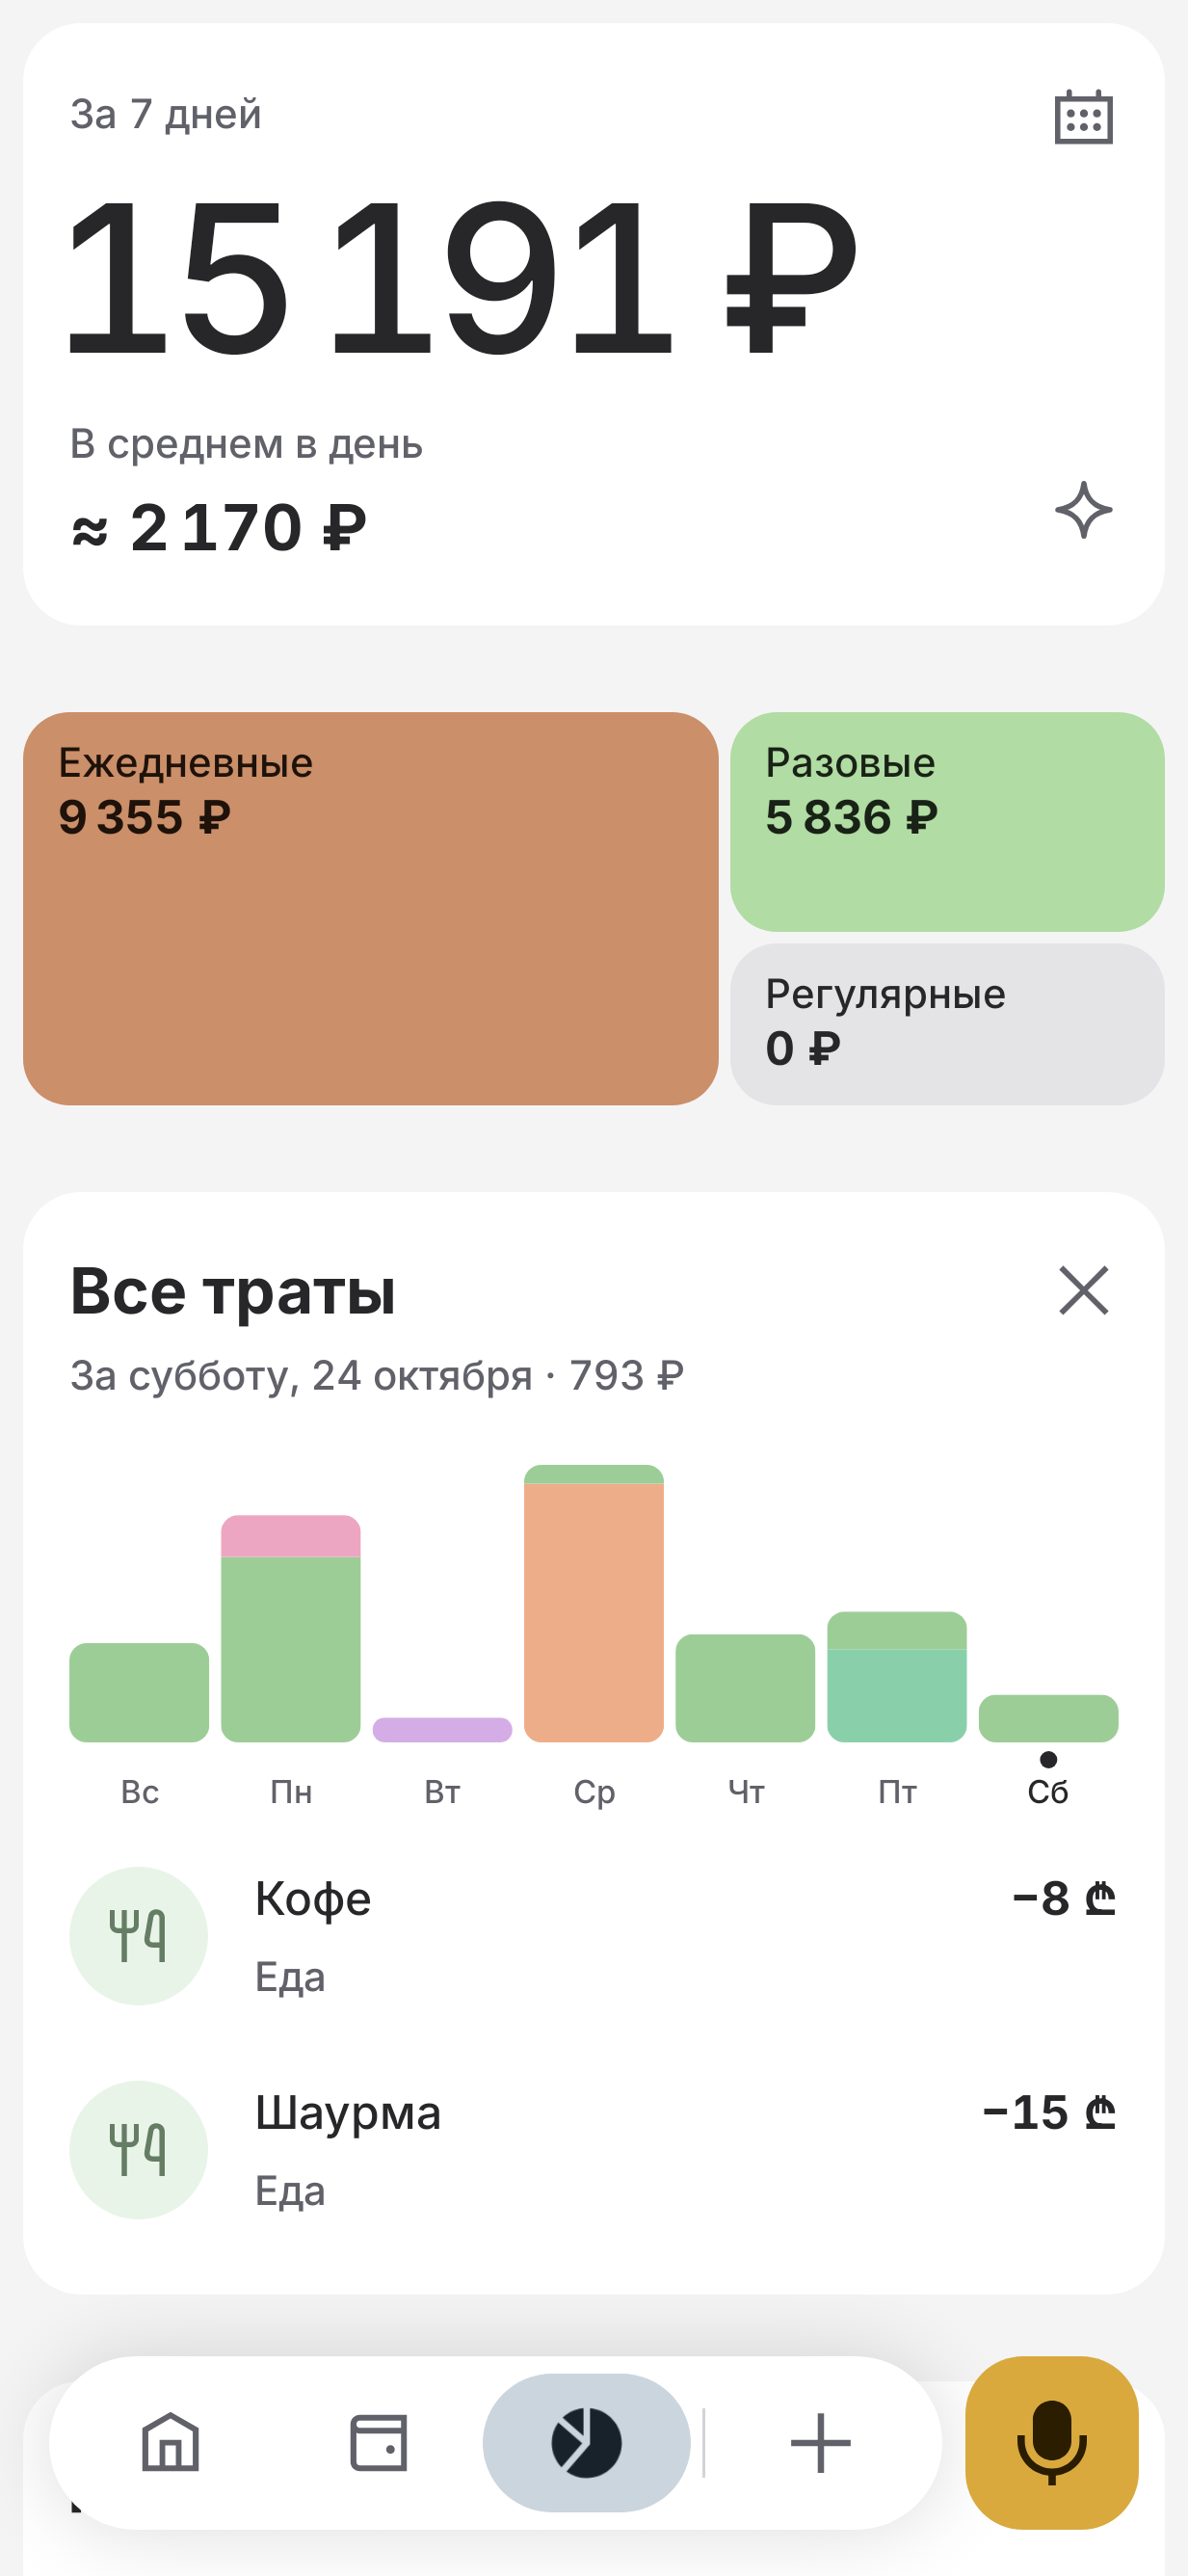 За 7 дней
15 191 ₽
В среднем в день
≈ 2 170 ₽
Ежедневные
9 355 ₽
Разовые
5 836 ₽
Регулярные
0 ₽
Все траты
За субботу, 24 октября · 793 ₽
Вс Пн Вт Ср Чт Пт Сб
Кофе −8 ₾
Еда
Шаурма −15 ₾
Еда